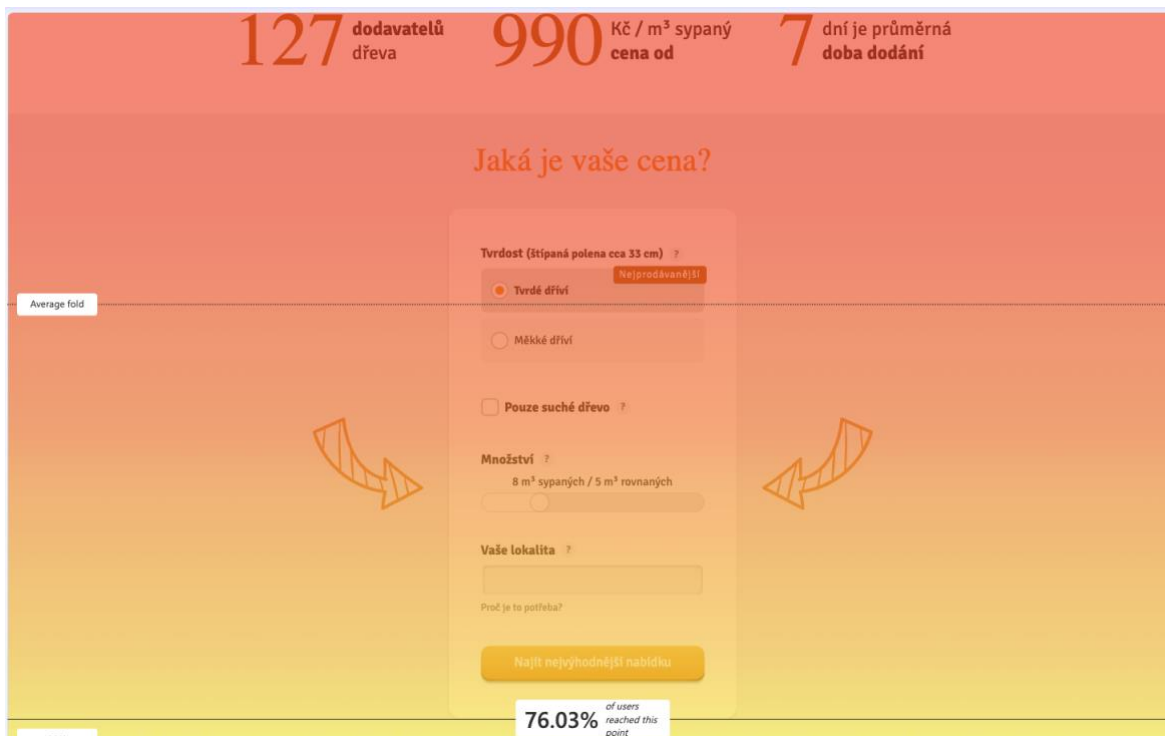 127 dodavatelů dřeva
990 Kč / m³ sypaný cena od
7 dní je průměrná doba dodání
Jaká je vaše cena?
Tvrdost (štípaná polena cca 33 cm) ?
Nejprodávanější
Tvrdé dříví
Average fold
Měkké dříví
Pouze suché dřevo ?
Množství ?
8 m³ sypaných / 5 m³ rovnaných
Vaše lokalita ?
Proč je to potřeba?
Najít nejvýhodnější nabídku
76.03% of users reached this point